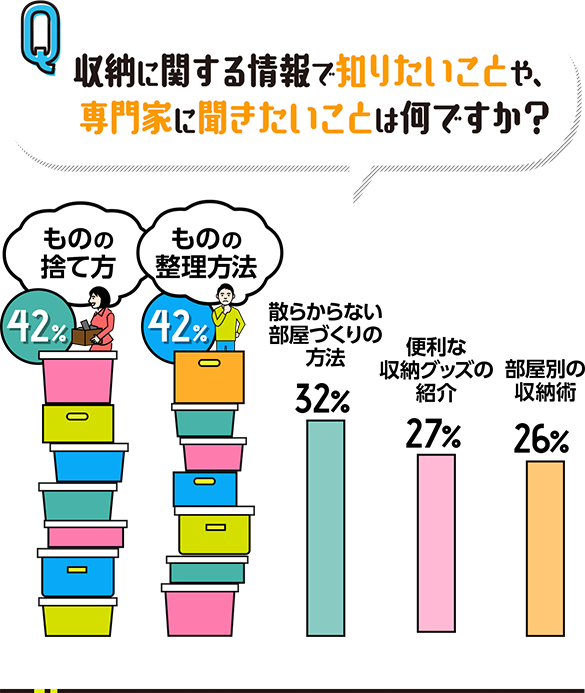 Q
収納に関する情報で知りたいことや、
専門家に聞きたいことは何ですか？
ものの
捨て方
42%
ものの
整理方法
42%
散らからない
部屋づくりの
方法
32%
便利な
収納グッズの
紹介
27%
部屋別の
収納術
26%